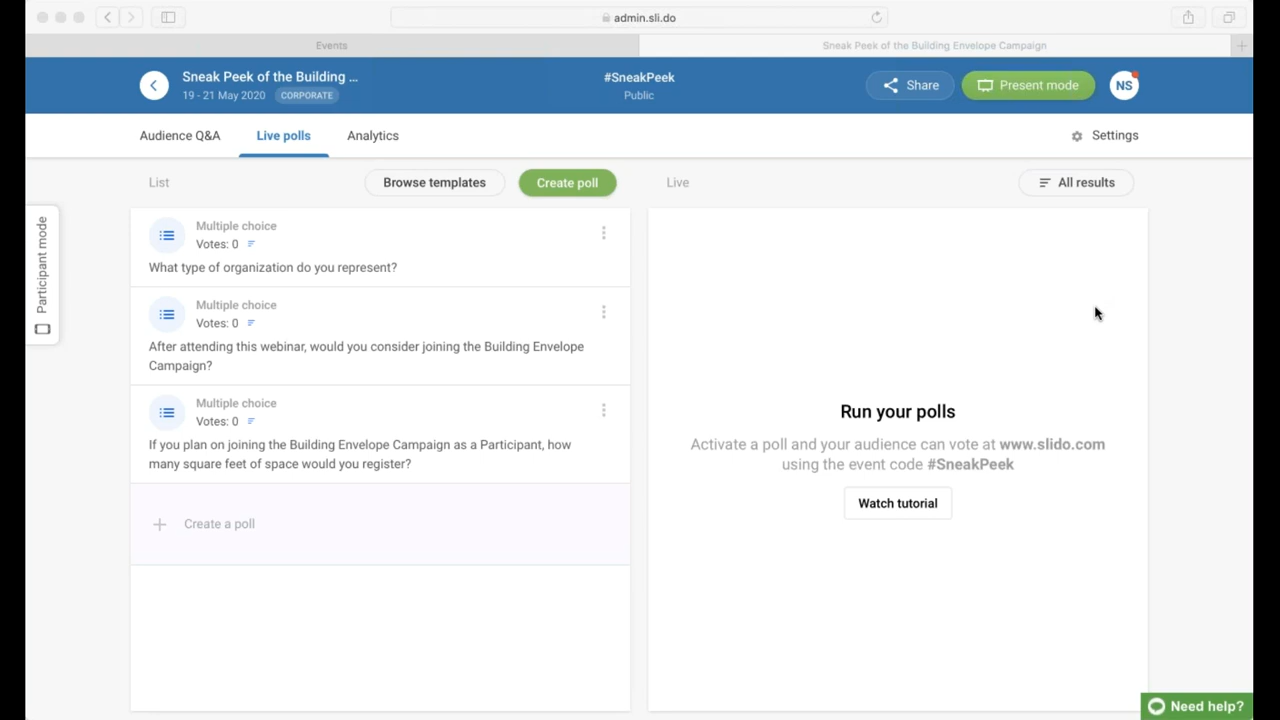 admin.sli.do
Events
Sneak Peek of the Building Envelope Campaign
Sneak Peek of the Building ...
19 - 21 May 2020 CORPORATE
#SneakPeek
Public
Share
Present mode
NS
Audience Q&A
Live polls
Analytics
Settings
Participant mode
List
Browse templates
Create poll
Live
All results
Multiple choice
Votes: 0
What type of organization do you represent?
Multiple choice
Votes: 0
After attending this webinar, would you consider joining the Building Envelope
Campaign?
Multiple choice
Votes: 0
If you plan on joining the Building Envelope Campaign as a Participant, how
many square feet of space would you register?
Create a poll
Run your polls
Activate a poll and your audience can vote at www.slido.com
using the event code #SneakPeek
Watch tutorial
Need help?